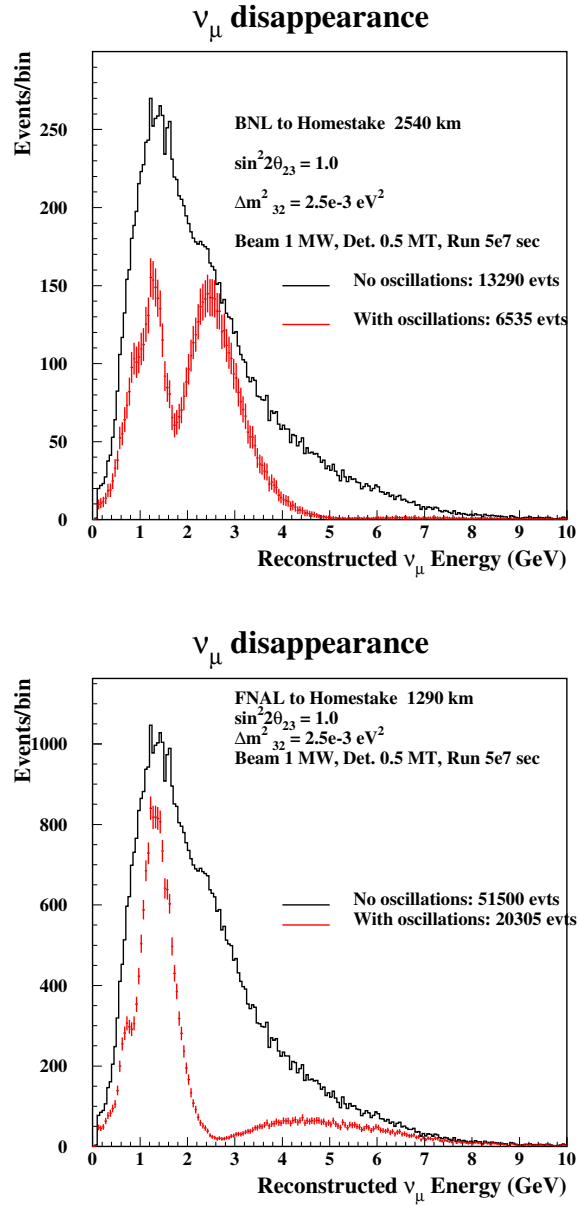 ν_μ disappearance
Events/bin
BNL to Homestake 2540 km
sin²2θ₂₃ = 1.0
Δm²₃₂ = 2.5e-3 eV²
Beam 1 MW, Det. 0.5 MT, Run 5e7 sec
No oscillations: 13290 evts
With oscillations: 6535 evts
250
200
150
100
50
0
0 1 2 3 4 5 6 7 8 9 10
Reconstructed ν_μ Energy (GeV)
ν_μ disappearance
Events/bin
FNAL to Homestake 1290 km
sin²2θ₂₃ = 1.0
Δm²₃₂ = 2.5e-3 eV²
Beam 1 MW, Det. 0.5 MT, Run 5e7 sec
No oscillations: 51500 evts
With oscillations: 20305 evts
1000
800
600
400
200
0
0 1 2 3 4 5 6 7 8 9 10
Reconstructed ν_μ Energy (GeV)